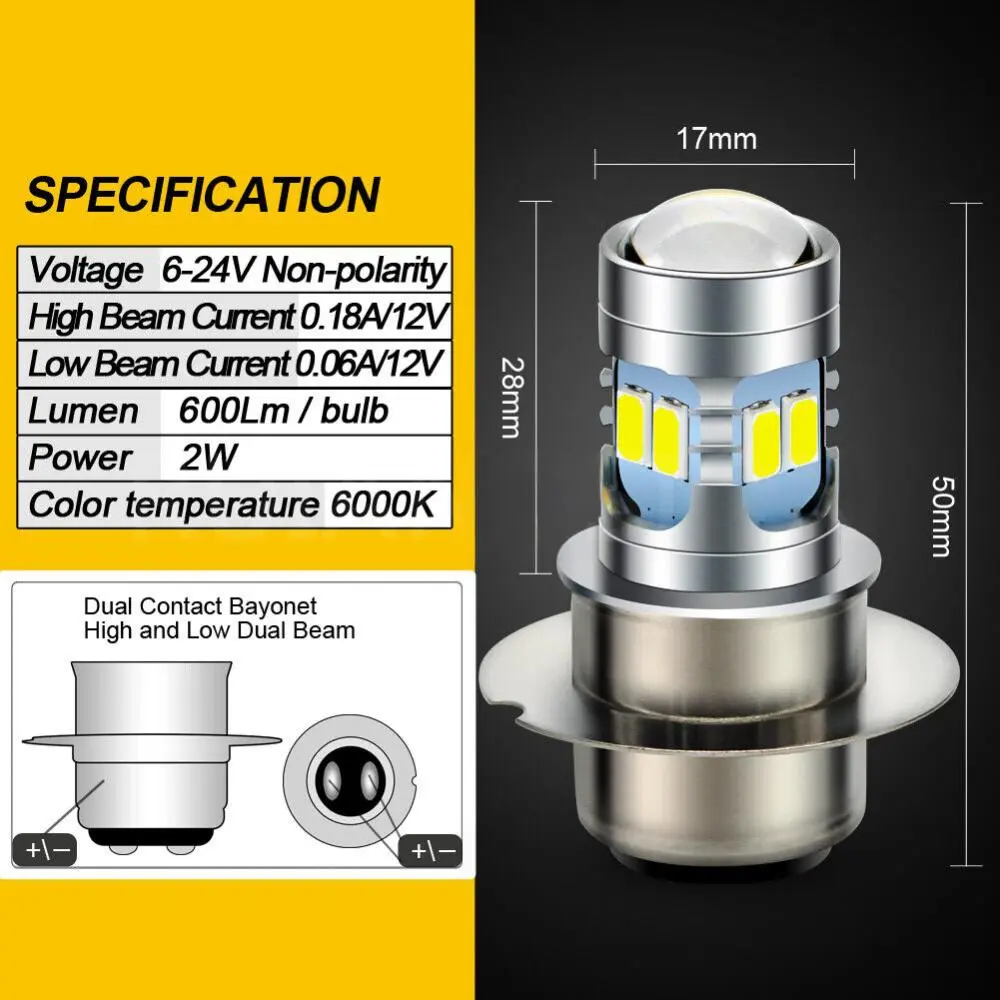 SPECIFICATION
Voltage 6-24V Non-polarity
High Beam Current 0.18A/12V
Low Beam Current 0.06A/12V
Lumen 600Lm / bulb
Power 2W
Color temperature 6000K
Dual Contact Bayonet
High and Low Dual Beam
+\−
+\−
17mm
28mm
50mm